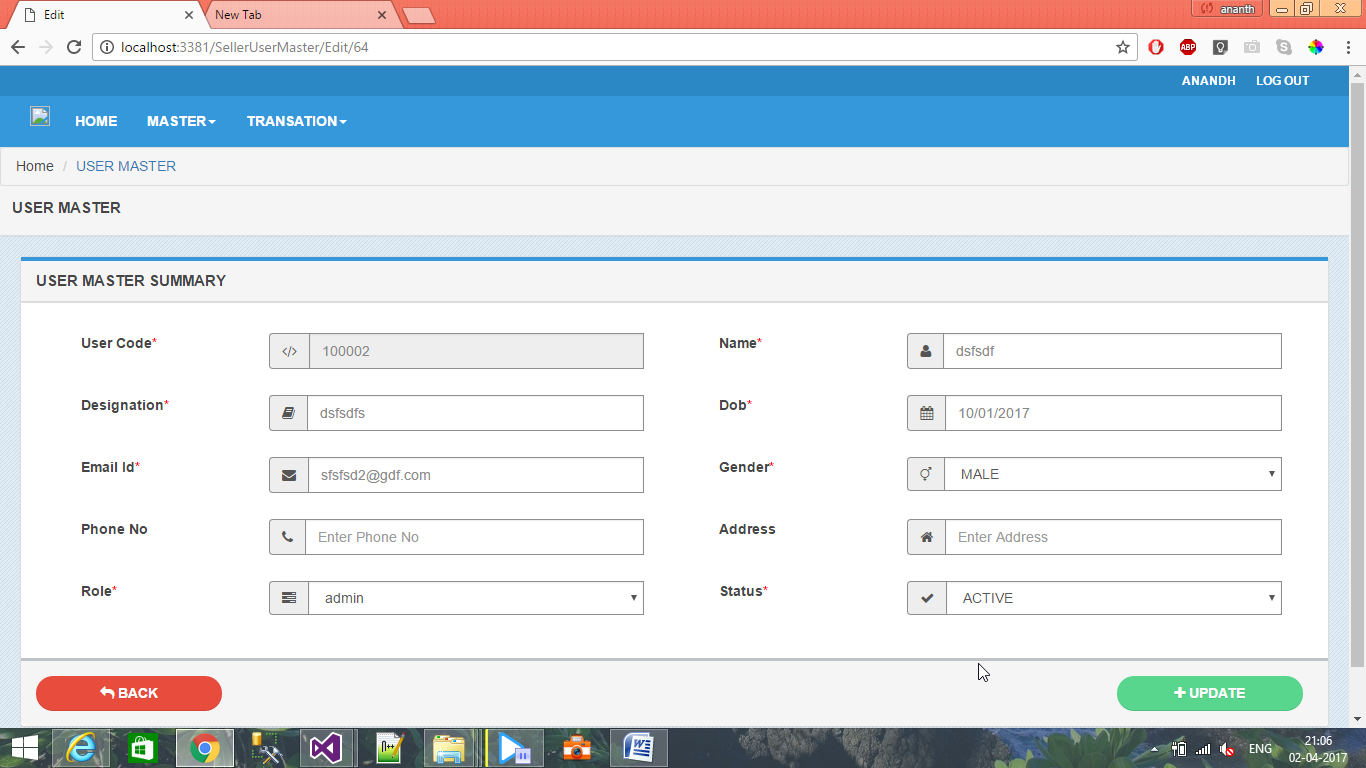 Edit
New Tab
ananth
localhost:3381/SellerUserMaster/Edit/64
ABP
ANANDH LOG OUT
HOME MASTER TRANSATION
Home / USER MASTER
USER MASTER
USER MASTER SUMMARY
User Code* 100002 Name* dsfsdf
Designation* dsfsdfs Dob* 10/01/2017
Email Id* sfsfsd2@gdf.com Gender* MALE
Phone No Enter Phone No Address Enter Address
Role* admin Status* ACTIVE
BACK UPDATE
ENG 21:06
02-04-2017